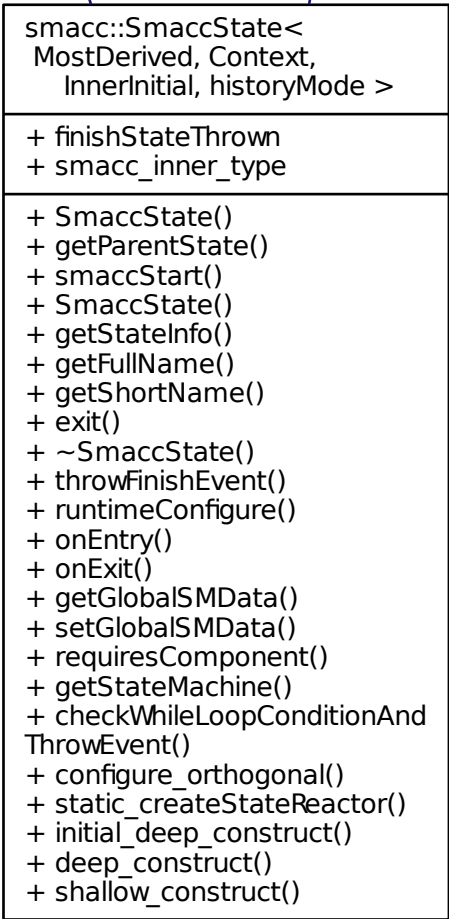 smacc::SmaccState<
MostDerived, Context,
InnerInitial, historyMode >
+ finishStateThrown
+ smacc_inner_type
+ SmaccState()
+ getParentState()
+ smaccStart()
+ SmaccState()
+ getStateInfo()
+ getFullName()
+ getShortName()
+ exit()
+ ~SmaccState()
+ throwFinishEvent()
+ runtimeConfigure()
+ onEntry()
+ onExit()
+ getGlobalSMData()
+ setGlobalSMData()
+ requiresComponent()
+ getStateMachine()
+ checkWhileLoopConditionAnd
ThrowEvent()
+ configure_orthogonal()
+ static_createStateReactor()
+ initial_deep_construct()
+ deep_construct()
+ shallow_construct()